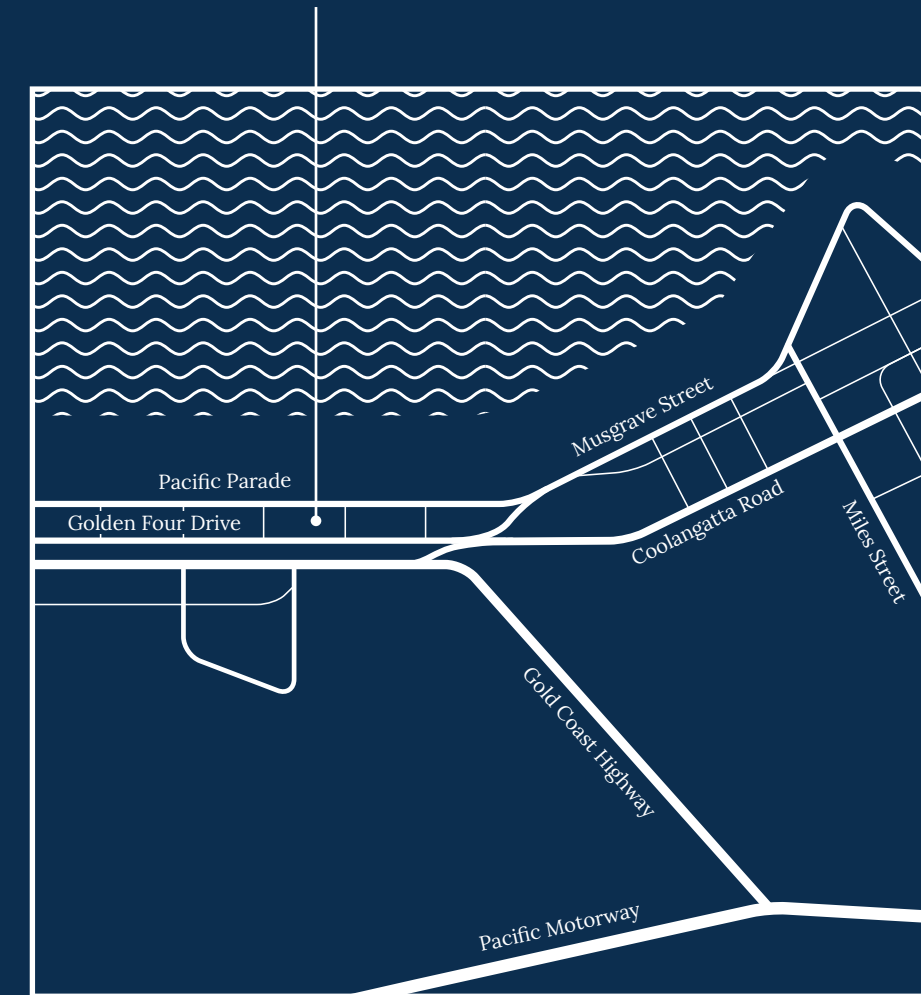 Musgrave Street
Pacific Parade
Golden Four Drive
Coolangatta Road
Miles Street
Gold Coast Highway
Pacific Motorway